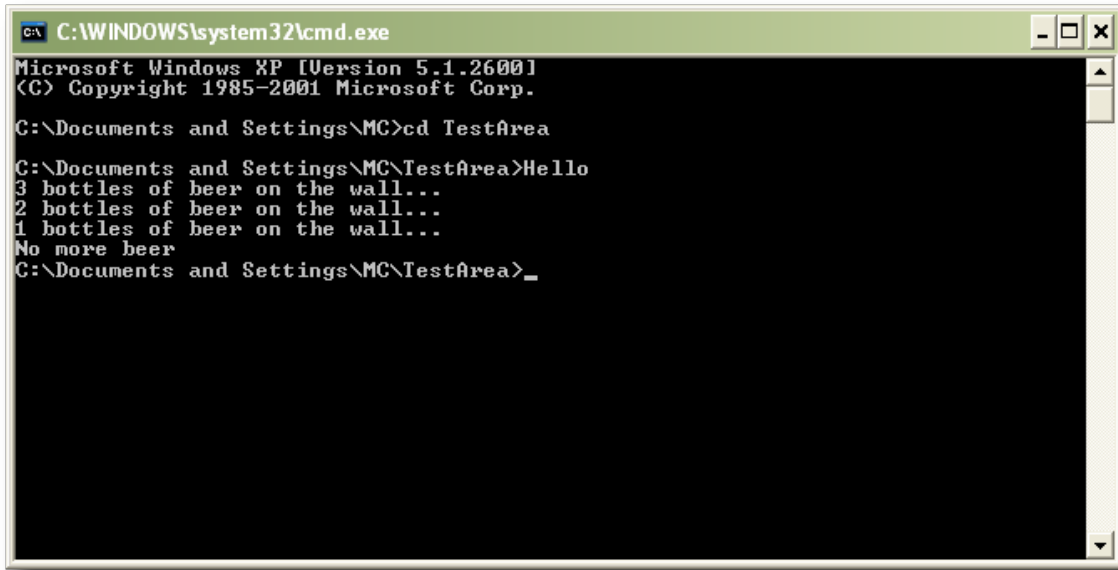 C:\WINDOWS\system32\cmd.exe
Microsoft Windows XP [Version 5.1.2600]
(C) Copyright 1985-2001 Microsoft Corp.
C:\Documents and Settings\MC>cd TestArea
C:\Documents and Settings\MC\TestArea>Hello
3 bottles of beer on the wall...
2 bottles of beer on the wall...
1 bottles of beer on the wall...
No more beer
C:\Documents and Settings\MC\TestArea>_